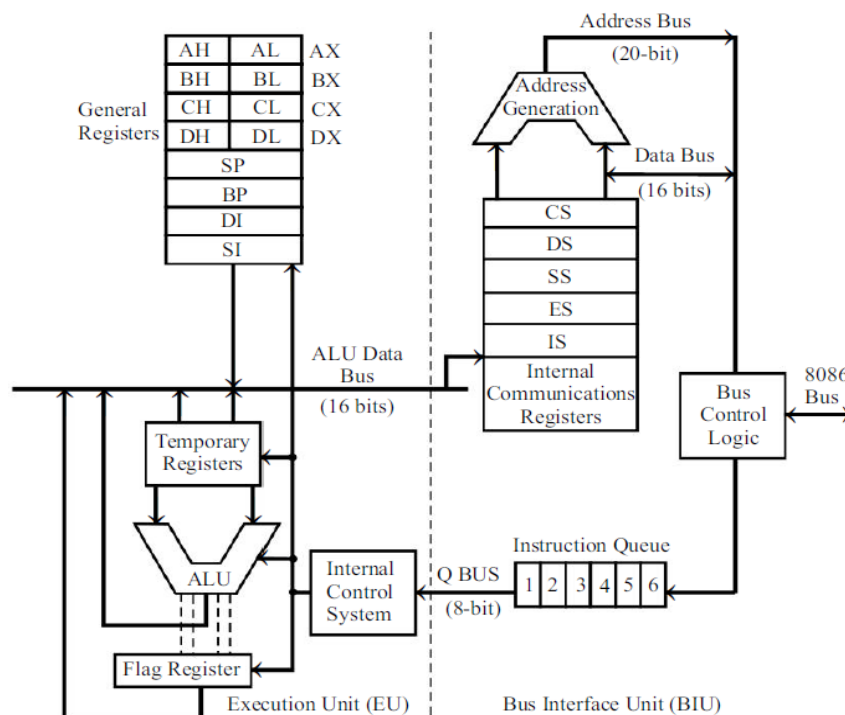 AH AL AX
BH BL BX
CH CL CX
DH DL DX
General
Registers
SP
BP
DI
SI
ALU Data
Bus
(16 bits)
Temporary
Registers
ALU
Flag Register
Internal
Control
System
Execution Unit (EU)
Address Bus
(20-bit)
Address
Generation
Data Bus
(16 bits)
CS
DS
SS
ES
IS
Internal
Communications
Registers
Bus
Control
Logic
8086
Bus
Instruction Queue
Q BUS
(8-bit)
1 2 3 4 5 6
Bus Interface Unit (BIU)